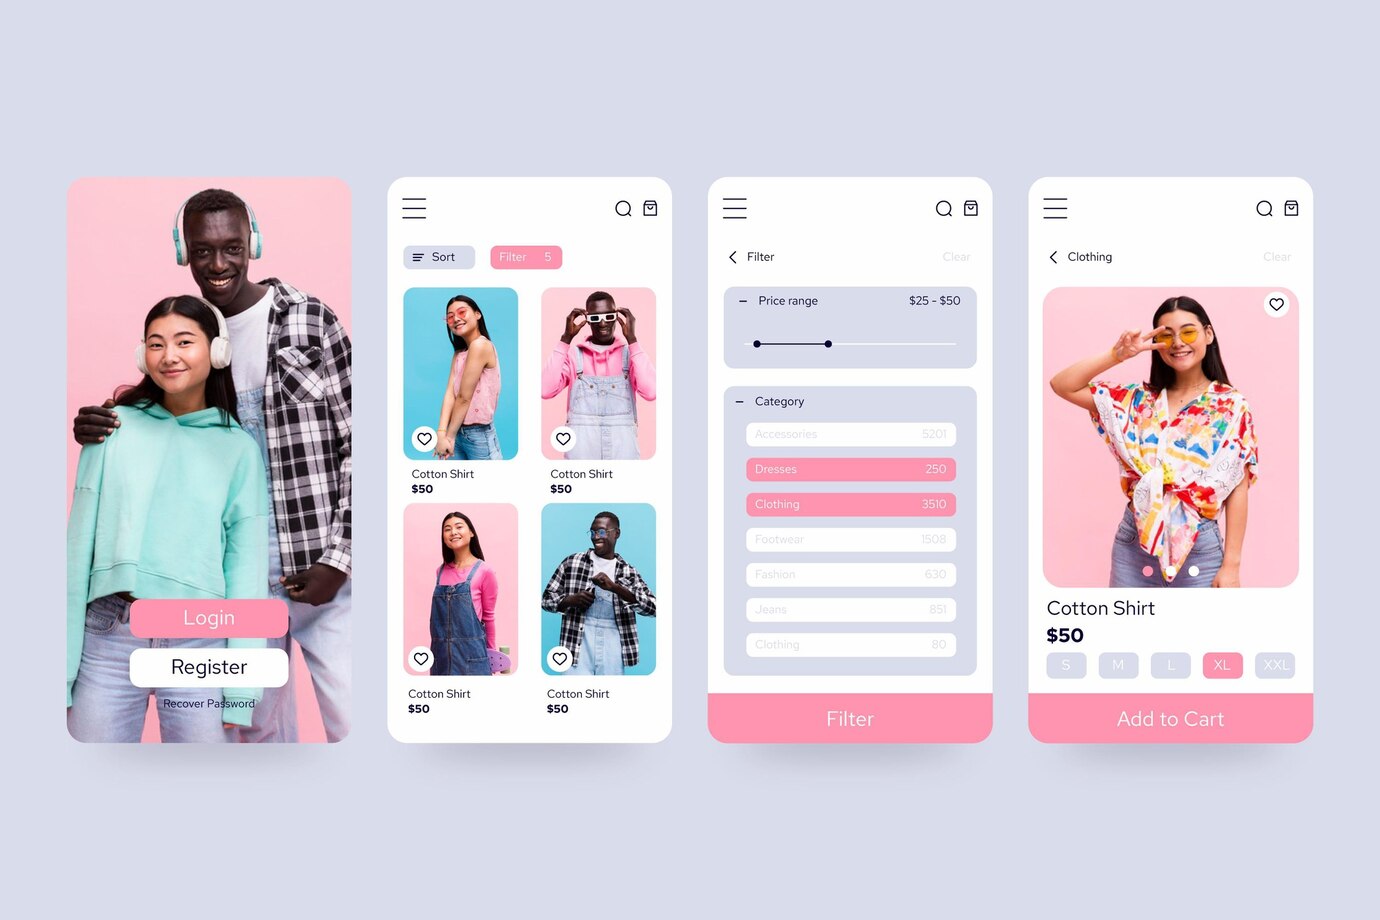 Login
Register
Recover Password
Sort
Filter 5
Cotton Shirt
$50
Cotton Shirt
$50
Cotton Shirt
$50
Cotton Shirt
$50
Filter
Clear
Price range
$25 - $50
Category
Accessories 5201
Dresses 250
Clothing 3510
Footwear 1508
Fashion 630
Jeans 851
Clothing 80
Filter
Clothing
Clear
Cotton Shirt
$50
S M L XL XXL
Add to Cart